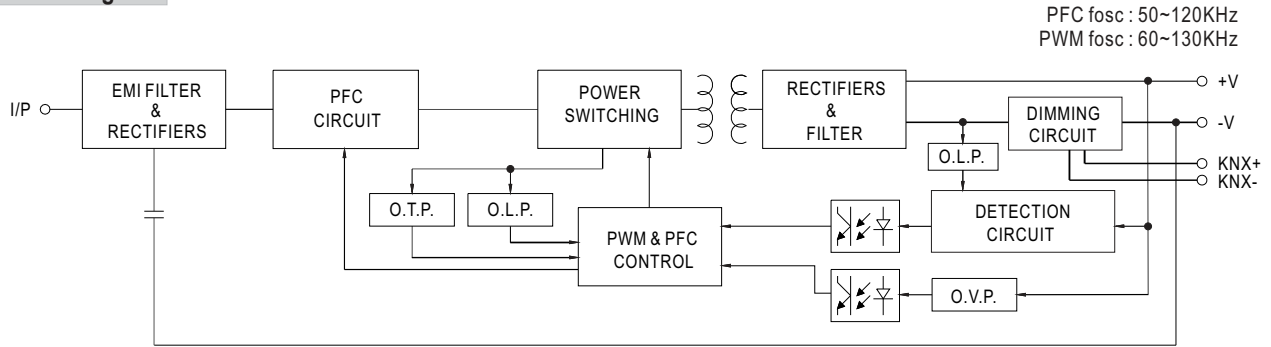 PFC fosc : 50~120KHz
PWM fosc : 60~130KHz
I/P
EMI FILTER
&
RECTIFIERS
PFC
CIRCUIT
POWER
SWITCHING
RECTIFIERS
&
FILTER
DIMMING
CIRCUIT
+V
-V
KNX+
KNX-
O.L.P.
O.T.P.
O.L.P.
PWM & PFC
CONTROL
DETECTION
CIRCUIT
O.V.P.